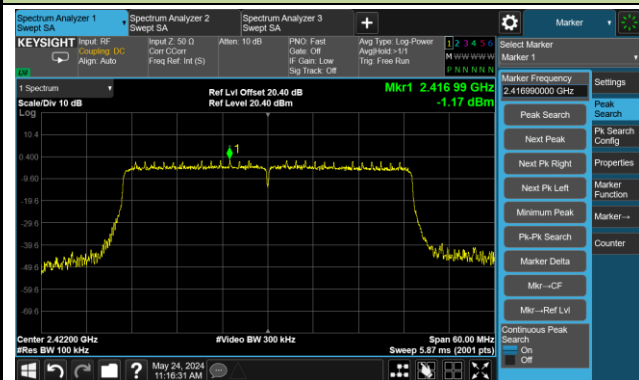 Spectrum Analyzer 1
Swept SA
Spectrum Analyzer 2
Swept SA
Spectrum Analyzer 3
Swept SA
Marker
KEYSIGHT
Input: RF
Coupling: DC
Align: Auto
Input Z: 50 Ω
Corr CCorr
Freq Ref: Int (S)
Atten: 10 dB
PNO: Fast
Gate: Off
IF Gain: Low
Sig Track: Off
Avg Type: Log-Power
Avg|Hold:>1/1
Trig: Free Run
1 2 3 4 5 6
M W W W W W
P N N N N N
Select Marker
Marker 1
1 Spectrum
Scale/Div 10 dB
Log
Ref Lvl Offset 20.40 dB
Ref Level 20.40 dBm
Mkr1 2.416 99 GHz
-1.17 dBm
10.4
0.400
-9.60
-19.6
-29.6
-39.6
-49.6
-59.6
-69.6
1
Center 2.42200 GHz
#Res BW 100 kHz
#Video BW 300 kHz
Span 60.00 MHz
Sweep 5.87 ms (2001 pts)
Marker Frequency
2.416990000 GHz
Peak Search
Next Peak
Next Pk Right
Next Pk Left
Minimum Peak
Pk-Pk Search
Marker Delta
Mkr→CF
Mkr→Ref Lvl
Continuous Peak
Search
On
Off
Settings
Peak
Search
Pk Search
Config
Properties
Marker
Function
Marker→
Counter
May 24, 2024
11:16:31 AM